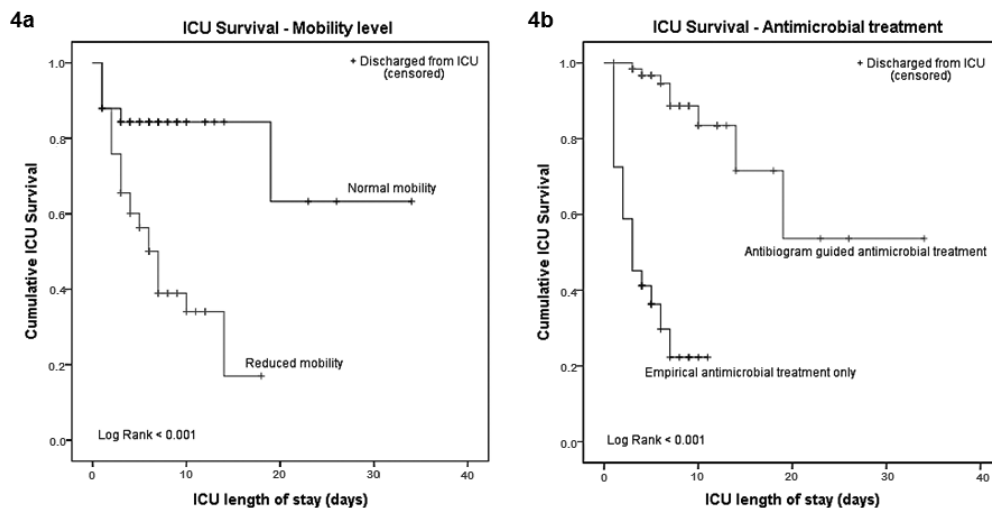 4a
ICU Survival - Mobility level
+ Discharged from ICU
(censored)
1.0
0.8
0.6
0.4
0.2
0.0
Cumulative ICU Survival
Normal mobility
Reduced mobility
Log Rank < 0.001
0
10
20
30
40
ICU length of stay (days)
4b
ICU Survival - Antimicrobial treatment
+ Discharged from ICU
(censored)
1.0
0.8
0.6
0.4
0.2
0.0
Cumulative ICU Survival
Antibiogram guided antimicrobial treatment
Empirical antimicrobial treatment only
Log Rank < 0.001
0
10
20
30
40
ICU length of stay (days)